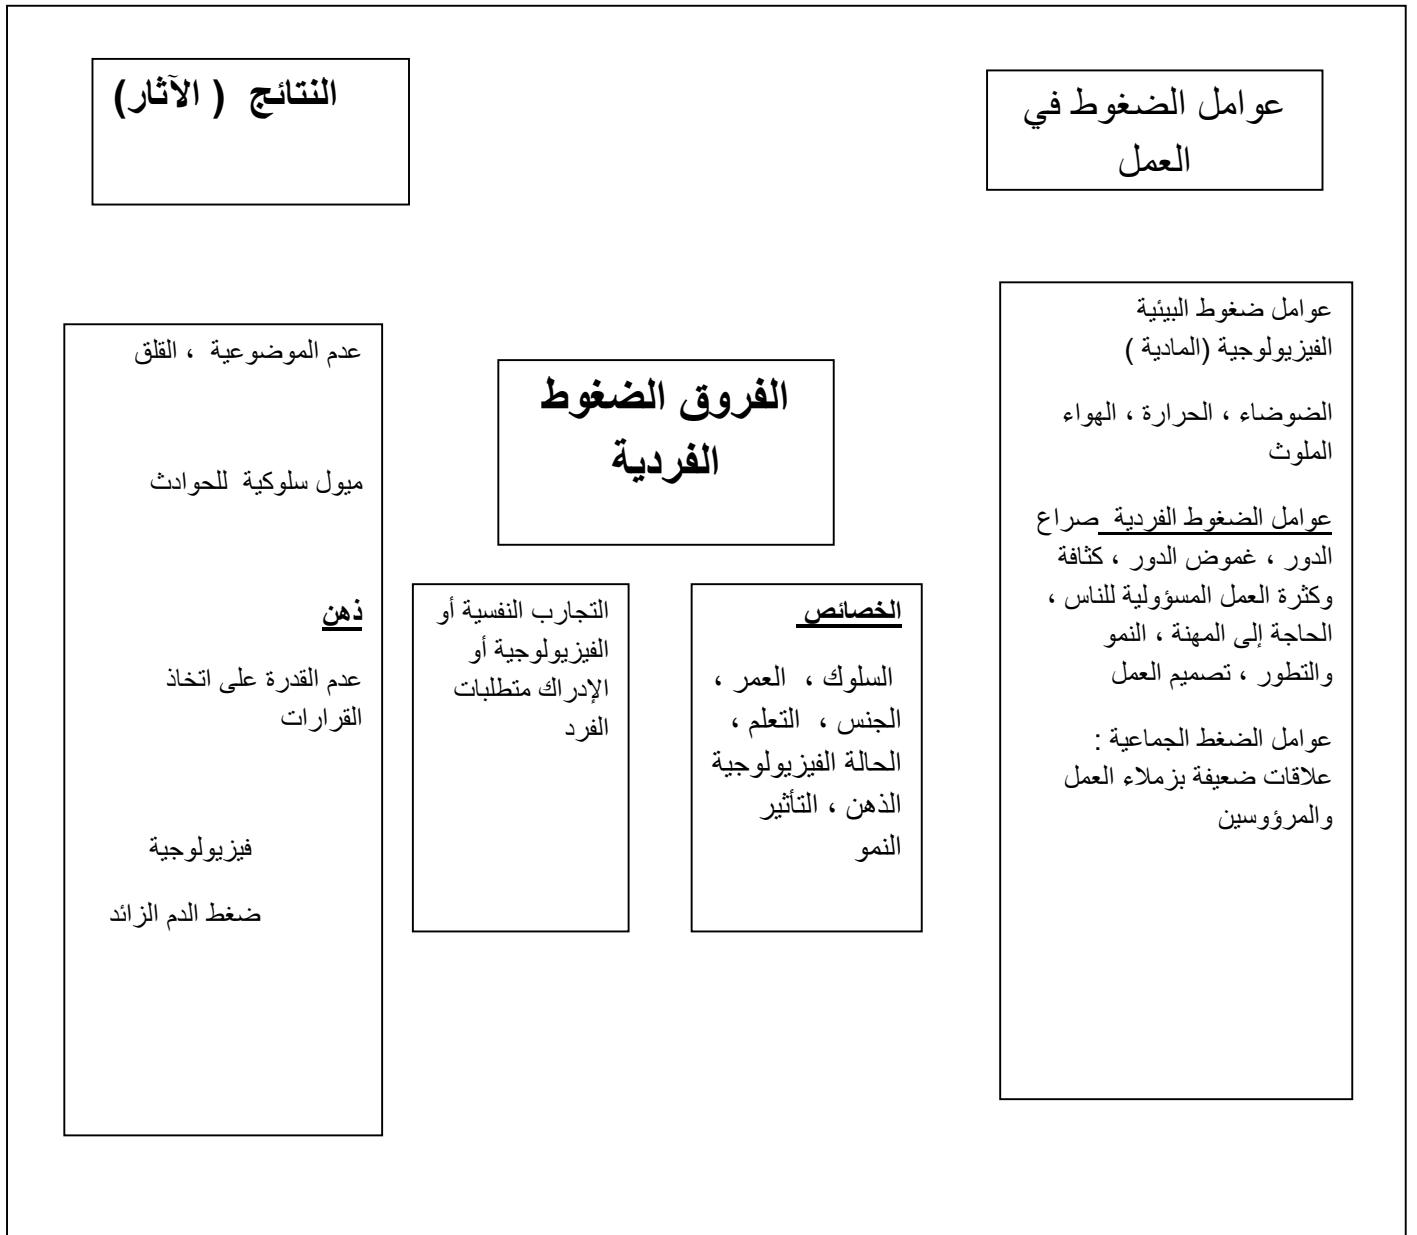 عوامل الضغوط في
العمل
النتائج ( الآثار)
عوامل ضغوط البيئية
الفيزيولوجية (المادية )
الضوضاء ، الحرارة ، الهواء
الملوث
عوامل الضغوط الفردية صراع
الدور ، غموض الدور ، كثافة
وكثرة العمل المسؤولية للناس ،
الحاجة إلى المهنة ، النمو
والتطور ، تصميم العمل
عوامل الضغط الجماعية :
علاقات ضعيفة بزملاء العمل
والمرؤوسين
الفروق الضغوط
الفردية
الخصائص
السلوك ، العمر ،
الجنس ، التعلم ،
الحالة الفيزيولوجية
الذهن ، التأثير
النمو
التجارب النفسية أو
الفيزيولوجية أو
الإدراك متطلبات
الفرد
عدم الموضوعية ، القلق
ميول سلوكية للحوادث
ذهن
عدم القدرة على اتخاذ
القرارات
فيزيولوجية
ضغط الدم الزائد